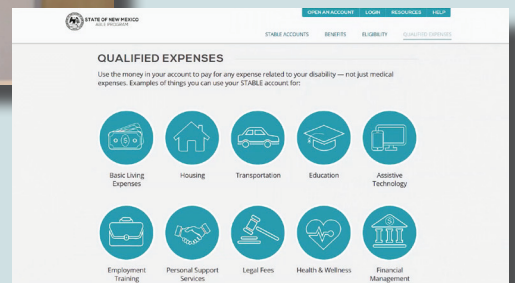 STATE OF NEW MEXICO
ABLE PROGRAM
OPEN AN ACCOUNT LOGIN RESOURCES HELP
STABLE ACCOUNTS BENEFITS ELIGIBILITY QUALIFIED EXPENSES
QUALIFIED EXPENSES
Use the money in your account to pay for any expense related to your disability — not just medical
expenses. Examples of things you can use your STABLE account for:
Basic Living
Expenses
Housing
Transportation
Education
Assistive
Technology
Employment
Training
Personal Support
Services
Legal Fees
Health & Wellness
Financial
Management